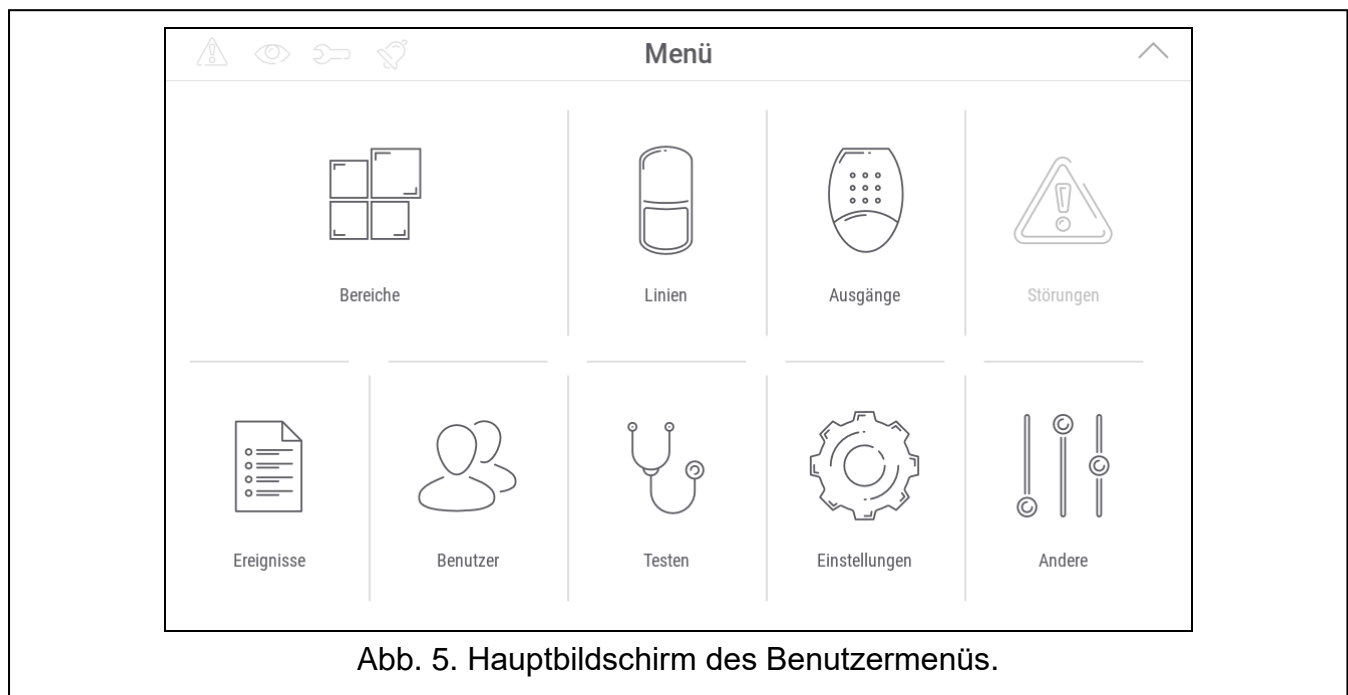 Menü
Bereiche
Linien
Ausgänge
Störungen
Ereignisse
Benutzer
Testen
Einstellungen
Andere
Abb. 5. Hauptbildschirm des Benutzermenüs.